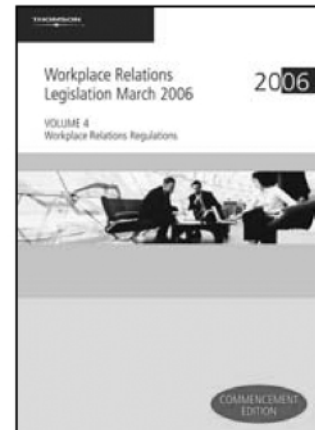 THOMSON
Workplace Relations
Legislation March 2006
2006
VOLUME 4
Workplace Relations Regulations
COMMENCEMENT
EDITION